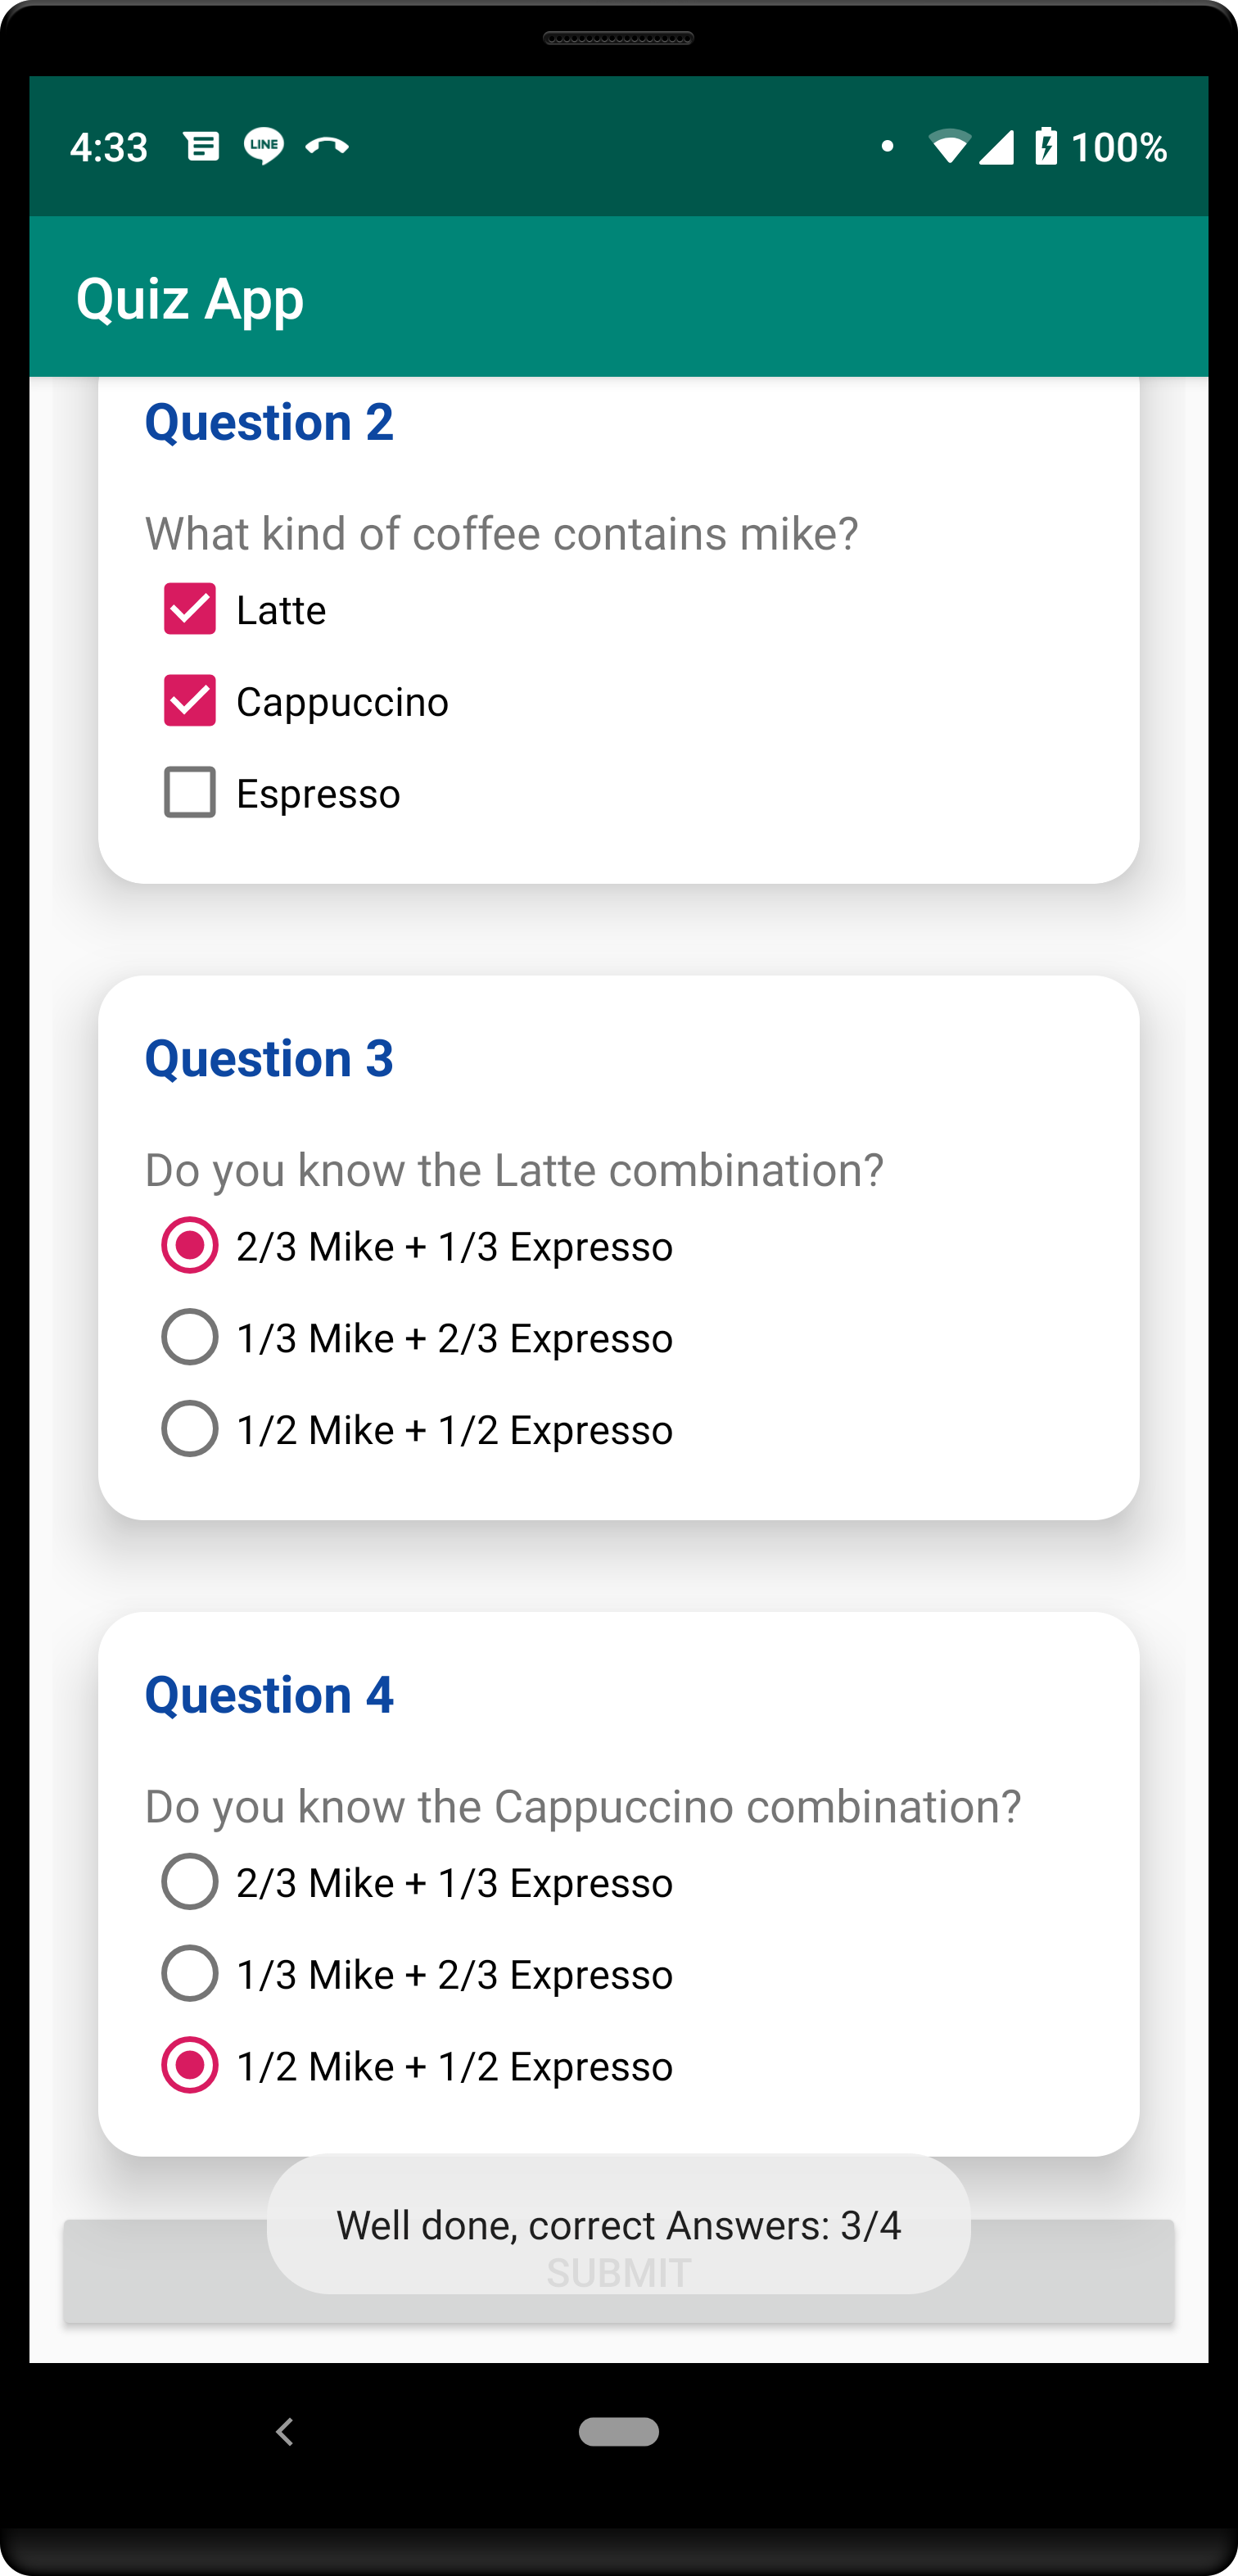 4:33 LINE 100%
Quiz App
Question 2
What kind of coffee contains mike?
Latte
Cappuccino
Espresso
Question 3
Do you know the Latte combination?
2/3 Mike + 1/3 Expresso
1/3 Mike + 2/3 Expresso
1/2 Mike + 1/2 Expresso
Question 4
Do you know the Cappuccino combination?
2/3 Mike + 1/3 Expresso
1/3 Mike + 2/3 Expresso
1/2 Mike + 1/2 Expresso
Well done, correct Answers: 3/4
SUBMIT